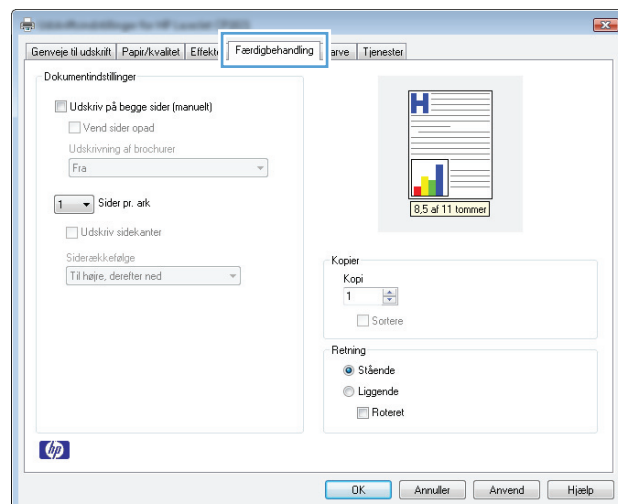 Genveje til udskrift Papir/kvalitet Effekte Færdigbehandling arve Tjenester
Dokumentindstillinger
Udskriv på begge sider (manuelt)
Vend sider opad
Udskrivning af brochurer
Fra
1 Sider pr. ark
Udskriv sidekanter
Siderækkefølge
Til højre, derefter ned
H
8,5 af 11 tommer
Kopier
Kopi
1
Sortere
Retning
Stående
Liggende
Roteret
hp
OK Annuller Anvend Hjælp